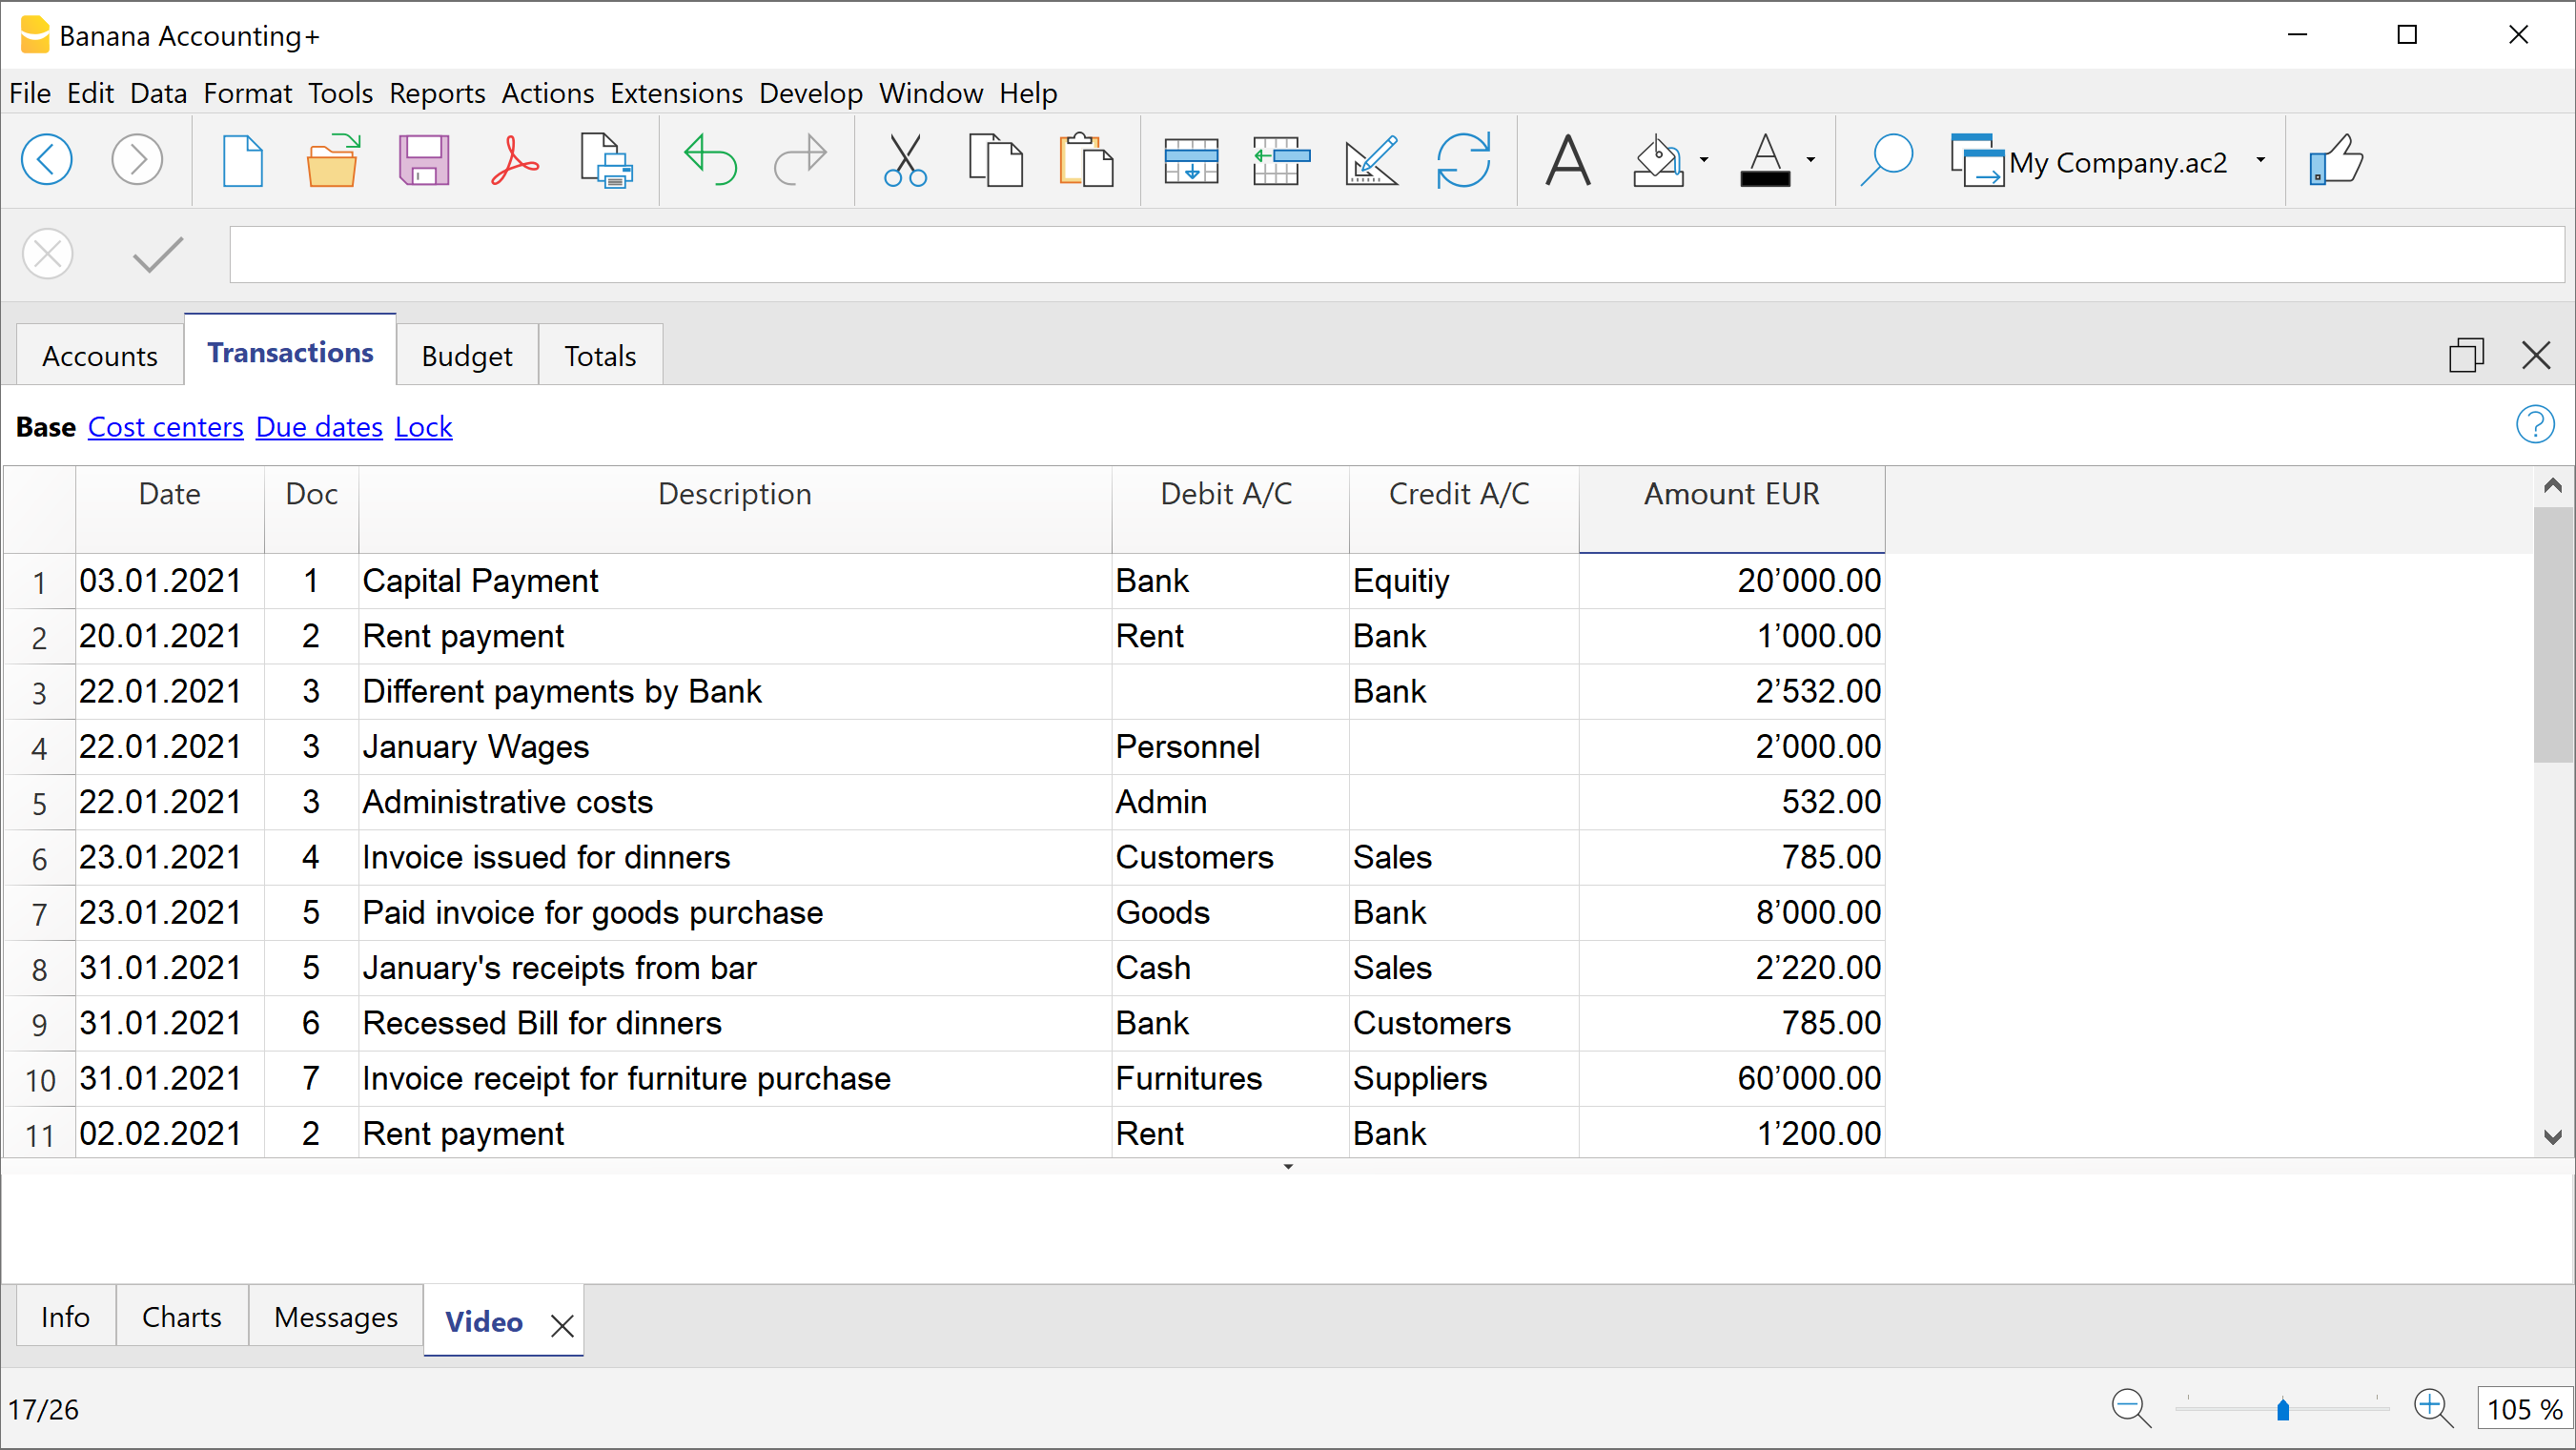 Banana Accounting+
File Edit Data Format Tools Reports Actions Extensions Develop Window Help
My Company.ac2
Accounts Transactions Budget Totals
Base Cost centers Due dates Lock
Date Doc Description Debit A/C Credit A/C Amount EUR
1 03.01.2021 1 Capital Payment Bank Equitiy 20’000.00
2 20.01.2021 2 Rent payment Rent Bank 1’000.00
3 22.01.2021 3 Different payments by Bank Bank 2’532.00
4 22.01.2021 3 January Wages Personnel 2’000.00
5 22.01.2021 3 Administrative costs Admin 532.00
6 23.01.2021 4 Invoice issued for dinners Customers Sales 785.00
7 23.01.2021 5 Paid invoice for goods purchase Goods Bank 8’000.00
8 31.01.2021 5 January's receipts from bar Cash Sales 2’220.00
9 31.01.2021 6 Recessed Bill for dinners Bank Customers 785.00
10 31.01.2021 7 Invoice receipt for furniture purchase Furnitures Suppliers 60’000.00
11 02.02.2021 2 Rent payment Rent Bank 1’200.00
Info Charts Messages Video
17/26 105 %